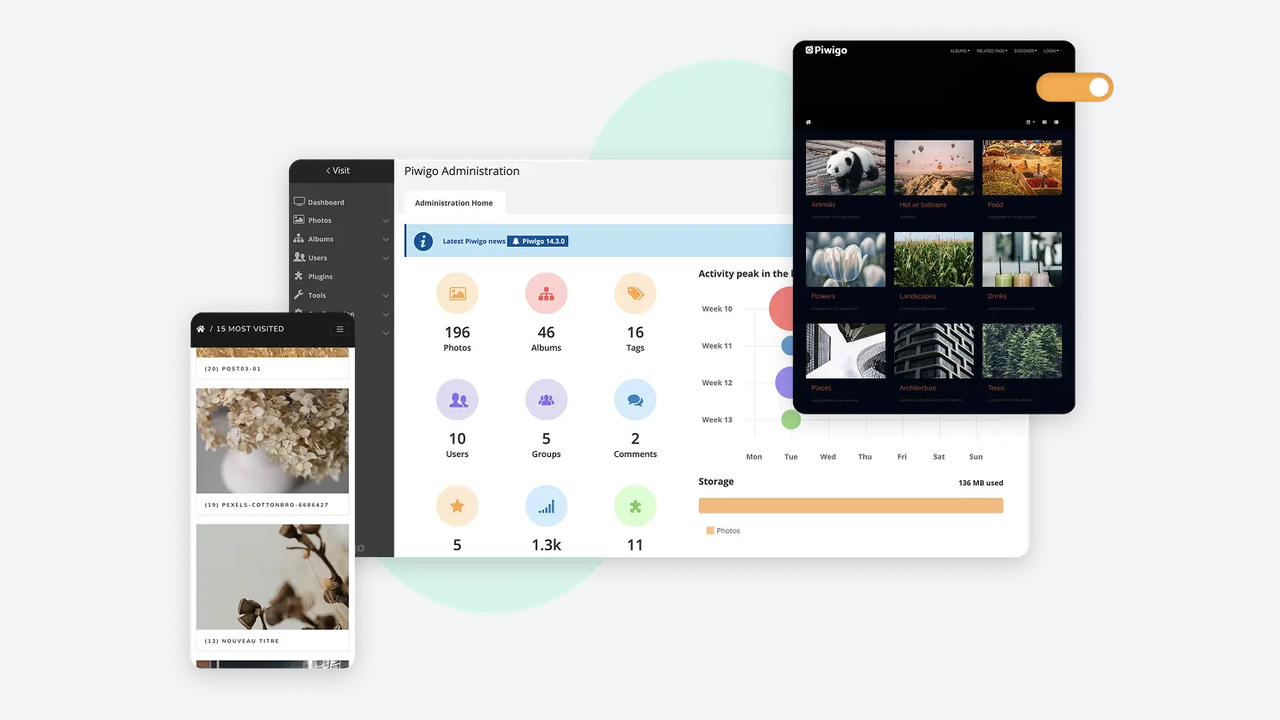 Piwigo
ALBUMS RELATED TAGS DISCOVER LOGIN
Animals
Hot air balloons
Food
Flowers
Landscapes
Drinks
Places
Architecture
Trees
Visit
Dashboard
Photos
Albums
Users
Plugins
Tools
Piwigo Administration
Administration Home
Latest Piwigo news Piwigo 14.3.0
196
Photos
46
Albums
16
Tags
10
Users
5
Groups
2
Comments
5
1.3k
11
Activity peak in the
Week 10
Week 11
Week 12
Week 13
Mon Tue Wed Thu Fri Sat Sun
Storage
136 MB used
Photos
/ 15 MOST VISITED
(20) POST03-01
(19) PEXELS-COTTONBRO-6686427
(12) NOUVEAU TITRE